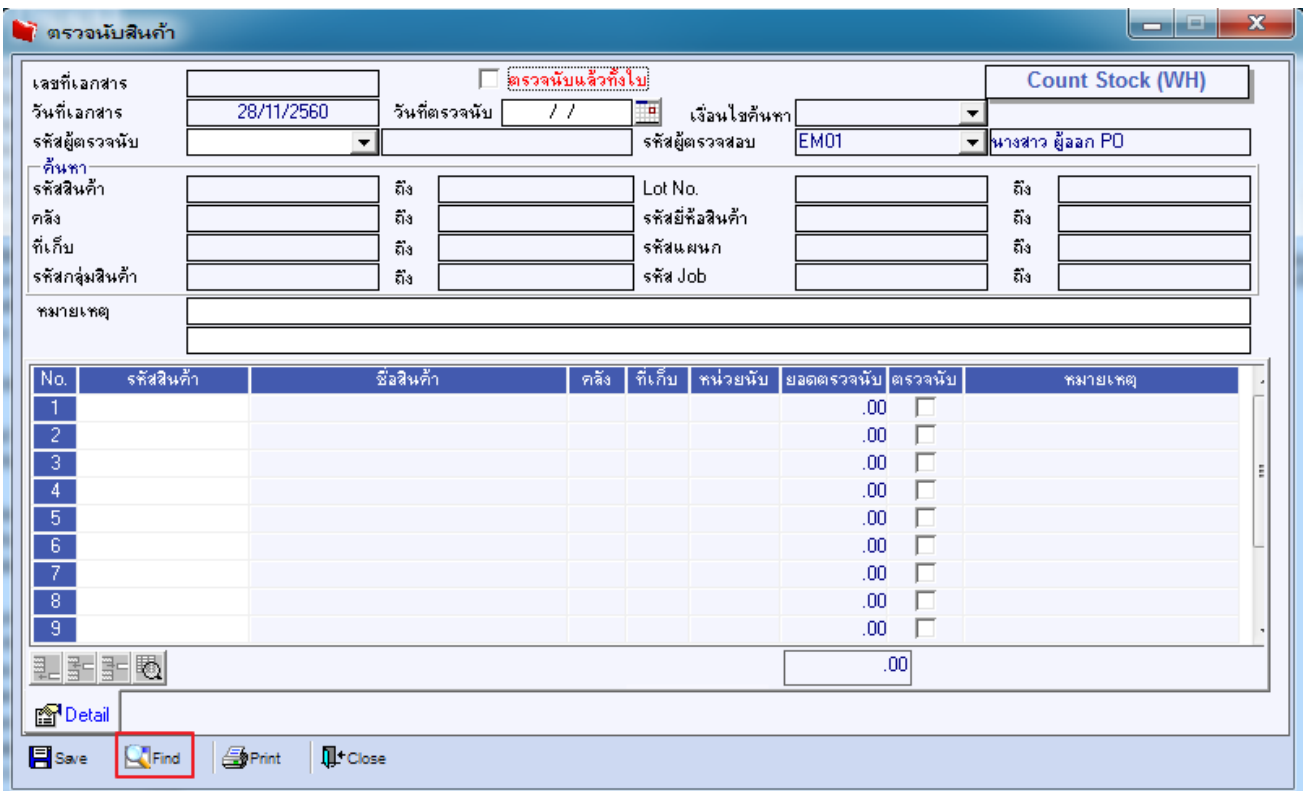 ตรวจนับสินค้า
เลขที่เอกสาร ตรวจนับแล้วทั้งใบ Count Stock (WH)
วันที่เอกสาร 28/11/2560 วันที่ตรวจนับ / / เงื่อนไขค้นหา
รหัสผู้ตรวจนับ รหัสผู้ตรวจสอบ EM01 นางสาว ผู้ออก PO
ค้นหา
รหัสสินค้า ถึง Lot No. ถึง
คลัง ถึง รหัสยี่ห้อสินค้า ถึง
ที่เก็บ ถึง รหัสแผนก ถึง
รหัสกลุ่มสินค้า ถึง รหัส Job ถึง
หมายเหตุ
No. รหัสสินค้า ชื่อสินค้า คลัง ที่เก็บ หน่วยนับ ยอดตรวจนับ ตรวจนับ หมายเหตุ
1 .00
2 .00
3 .00
4 .00
5 .00
6 .00
7 .00
8 .00
9 .00
.00
Detail
Save Find Print Close